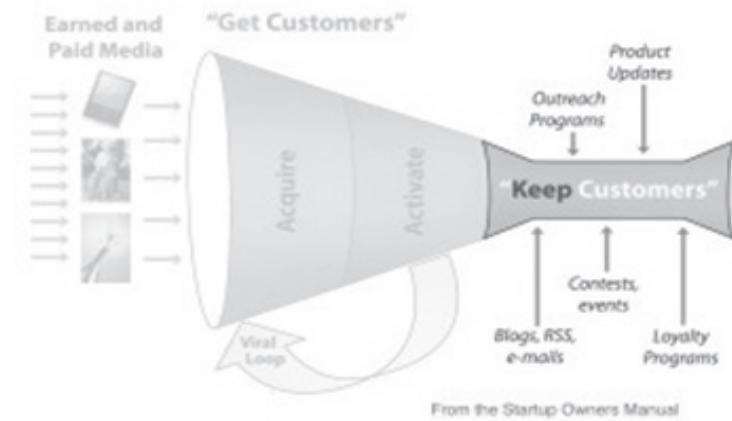 Earned and
Paid Media
"Get Customers"
Product
Updates
Outreach
Programs
Acquire
Activate
"Keep Customers"
Contests,
events
Viral
Loop
Blogs, RSS,
e-mails
Loyalty
Programs
From the Startup Owners Manual